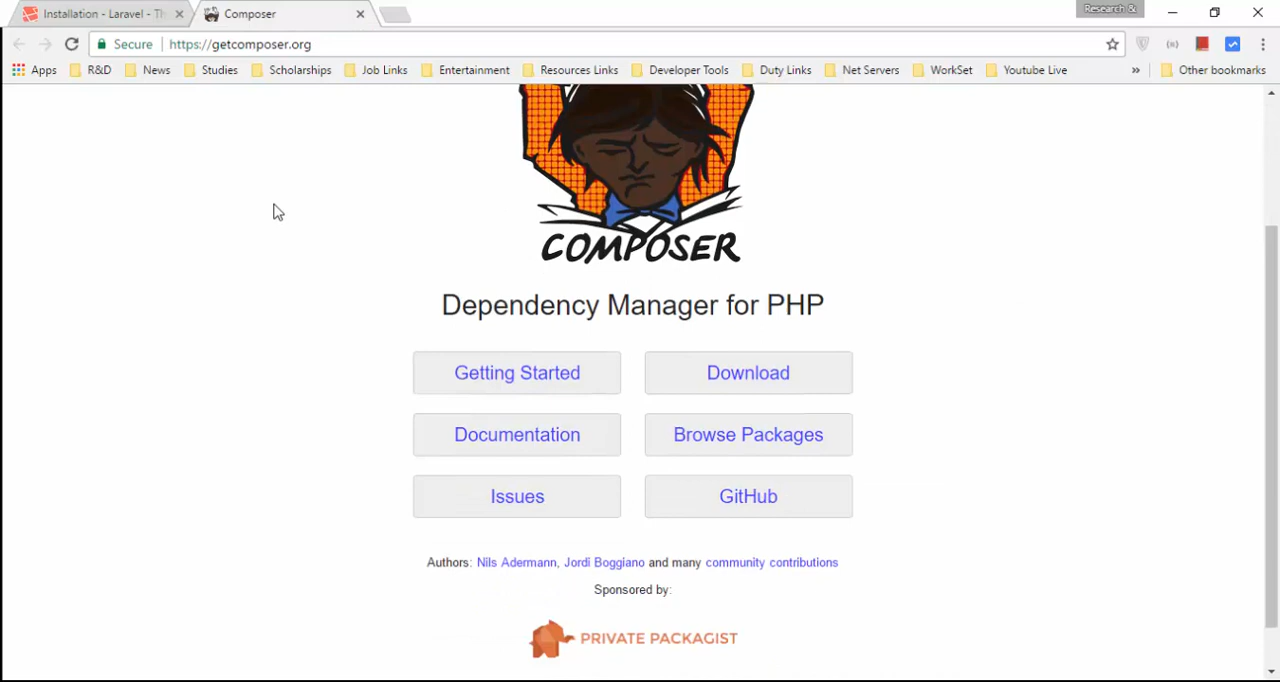 Installation - Laravel - Th
Composer
Research &
Secure
https://getcomposer.org
Apps
R&D
News
Studies
Scholarships
Job Links
Entertainment
Resources Links
Developer Tools
Duty Links
Net Servers
WorkSet
Youtube Live
»
Other bookmarks
COMPOSER
Dependency Manager for PHP
Getting Started
Download
Documentation
Browse Packages
Issues
GitHub
Authors: Nils Adermann, Jordi Boggiano and many community contributions
Sponsored by:
PRIVATE PACKAGIST